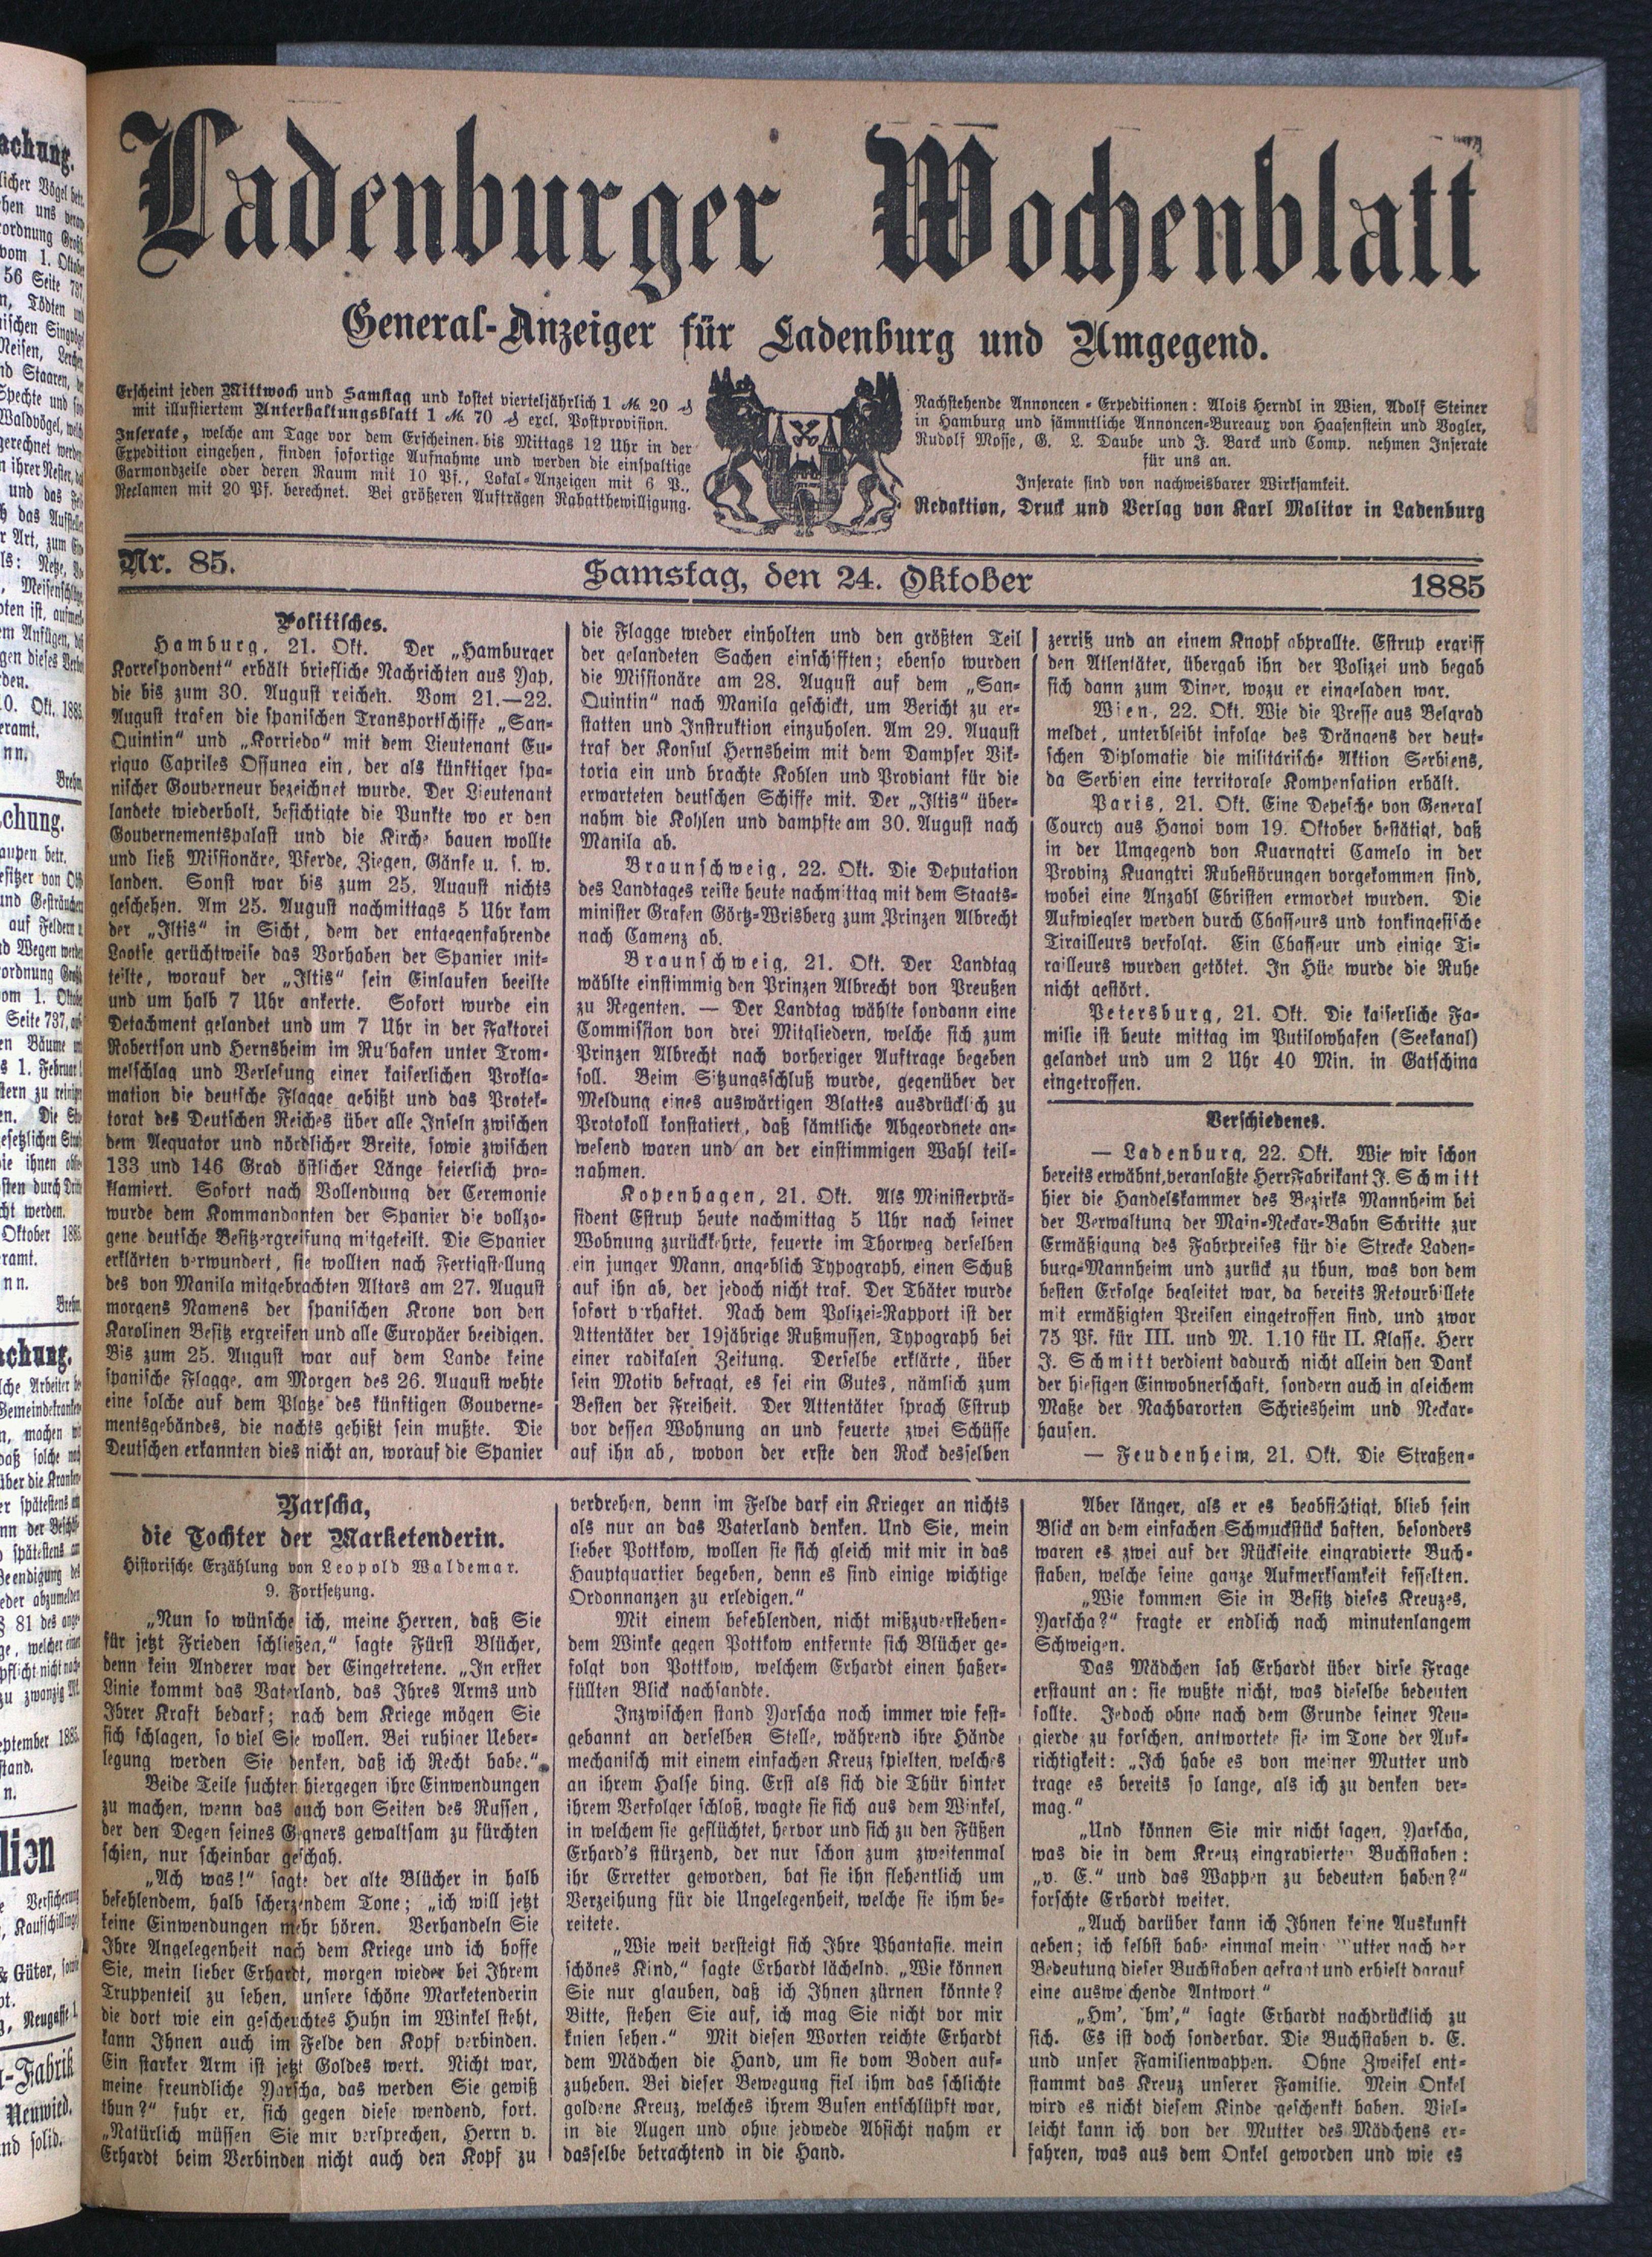 Ladenburger Wochenblatt
General-Anzeiger für Ladenburg und Umgegend.
Erscheint jeden Mittwoch und Samstag und kostet vierteljährlich 1 M. 20 ₰
mit illustiertem Unterhaltungsblatt 1 M. 70 ₰ excl. Postprovision.
Inserate, welche am Tage vor dem Erscheinen bis Mittags 12 Uhr in der
Expedition eingehen, finden sofortige Aufnahme und werden die einspaltige
Garmondzeile oder deren Raum mit 10 Pf., Lokal-Anzeigen mit 6 P.,
Reclamen mit 20 Pf. berechnet. Bei größeren Aufträgen Rabattbewilligung.
Nachstehende Annoncen-Expeditionen: Alois Herndl in Wien, Adolf Steiner
in Hamburg und sämmtliche Annoncen-Bureaux von Haasenstein und Vogler,
Rudolf Mosse, G. L. Daube und J. Barck und Comp. nehmen Inserate
für uns an.
Inserate sind von nachweisbarer Wirksamkeit.
Redaktion, Druck und Verlag von Karl Molitor in Ladenburg
Nr. 85. Samstag, den 24. Oktober 1885
Politisches.
Hamburg, 21. Okt. Der „Hamburger
Korrespondent“ erhält briefliche Nachrichten aus Yap,
die bis zum 30. August reichen. Vom 21.—22.
August trafen die spanischen Transportschiffe „San-
Quintin“ und „Korriedo“ mit dem Lieutenant Eu-
riquo Capriles Ossunea ein, der als künftiger spa-
nischer Gouverneur bezeichnet wurde. Der Lieutenant
landete wiederholt, besichtigte die Punkte wo er den
Gouvernementspalast und die Kirche bauen wollte
und ließ Missionäre, Pferde, Ziegen, Gänse u. s. w.
landen. Sonst war bis zum 25. August nichts
geschehen. Am 25. August nachmittags 5 Uhr kam
der „Iltis“ in Sicht, dem der entgegenfahrende
Lootse gerüchtweise das Vorhaben der Spanier mit-
teilte, worauf der „Iltis“ sein Einlaufen beeilte
und um halb 7 Uhr ankerte. Sofort wurde ein
Detachment gelandet und um 7 Uhr in der Faktorei
Robertson und Hernsheim im Ru'hafen unter Trom-
melschlag und Verlesung einer kaiserlichen Prokla-
mation die deutsche Flagge gehißt und das Protek-
torat des Deutschen Reiches über alle Inseln zwischen
dem Aequator und nördlicher Breite, sowie zwischen
133 und 146 Grad östlicher Länge feierlich pro-
klamiert. Sofort nach Vollendung der Ceremonie
wurde dem Kommandanten der Spanier die vollzo-
gene deutsche Besitzergreifung mitgeteilt. Die Spanier
erklärten verwundert, sie wollten nach Fertigstellung
des von Manila mitgebrachten Altars am 27. August
morgens Namens der spanischen Krone von den
Karolinen Besitz ergreifen und alle Europäer beeidigen.
Bis zum 25. August war auf dem Lande keine
spanische Flagge, am Morgen des 26. August wehte
eine solche auf dem Platze des künftigen Gouverne-
mentsgebändes, die nachts gehißt sein mußte. Die
Deutschen erkannten dies nicht an, worauf die Spanier
die Flagge wieder einholten und den größten Teil
der gelandeten Sachen einschifften; ebenso wurden
die Missionäre am 28. August auf dem „San-
Quintin“ nach Manila geschickt, um Bericht zu er-
statten und Instruktion einzuholen. Am 29. August
traf der Konsul Hernsheim mit dem Dampfer Vik-
toria ein und brachte Kohlen und Proviant für die
erwarteten deutschen Schiffe mit. Der „Iltis“ über-
nahm die Kohlen und dampfte am 30. August nach
Manila ab.
Braunschweig, 22. Okt. Die Deputation
des Landtages reiste heute nachmittag mit dem Staats-
minister Grafen Görtz-Wrisberg zum Prinzen Albrecht
nach Camenz ab.
Braunschweig, 21. Okt. Der Landtag
wählte einstimmig den Prinzen Albrecht von Preußen
zu Regenten. — Der Landtag wählte sondann eine
Commission von drei Mitgliedern, welche sich zum
Prinzen Albrecht nach vorheriger Auftrage begeben
soll. Beim Sitzungsschluß wurde, gegenüber der
Meldung eines auswärtigen Blattes ausdrücklich zu
Protokoll konstatiert, daß sämtliche Abgeordnete an-
wesend waren und an der einstimmigen Wahl teil-
nahmen.
Kopenhagen, 21. Okt. Als Ministerprä-
sident Estrup heute nachmittag 5 Uhr nach seiner
Wohnung zurückkehrte, feuerte im Thorweg derselben
ein junger Mann, angeblich Typograph, einen Schuß
auf ihn ab, der jedoch nicht traf. Der Thäter wurde
sofort verhaftet. Nach dem Polizei-Rapport ist der
Attentäter der 19jährige Rußmussen, Typograph bei
einer radikalen Zeitung. Derselbe erklärte, über
sein Motiv befragt, es sei ein Gutes, nämlich zum
Besten der Freiheit. Der Attentäter sprach Estrup
vor dessen Wohnung an und feuerte zwei Schüsse
auf ihn ab, wovon der erste den Rock desselben
zerriß und an einem Knopf abprallte. Estrup ergriff
den Attentäter, übergab ihn der Polizei und begab
sich dann zum Diner, wozu er eingeladen war.
Wien, 22. Okt. Wie die Presse aus Belgrad
meldet, unterbleibt infolge des Drängens der deut-
schen Diplomatie die militärische Aktion Serbiens,
da Serbien eine territorale Kompensation erhält.
Paris, 21. Okt. Eine Depesche von General
Courcy aus Hanoi vom 19. Oktober bestätigt, daß
in der Umgegend von Kuarnatri Camelo in der
Provinz Kuangtri Ruhestörungen vorgekommen sind,
wobei eine Anzahl Christen ermordet wurden. Die
Aufwiegler werden durch Chasseurs und tonkingesische
Tirailleurs verfolgt. Ein Chasseur und einige Ti-
railleurs wurden getötet. In Hüe wurde die Ruhe
nicht gestört.
Petersburg, 21. Okt. Die kaiserliche Fa-
milie ist heute mittag im Putilowhafen (Seekanal)
gelandet und um 2 Uhr 40 Min. in Gatschina
eingetroffen.
Verschiedenes.
— Ladenburg, 22. Okt. Wie wir schon
bereits erwähnt, veranlaßte Herr Fabrikant J. Schmitt
hier die Handelskammer des Bezirks Mannheim bei
der Verwaltung der Main-Neckar-Bahn Schritte zur
Ermäßigung des Fahrpreises für die Strecke Laden-
burg-Mannheim und zurück zu thun, was von dem
besten Erfolge begleitet war, da bereits Retourbillete
mit ermäßigten Preisen eingetroffen sind, und zwar
75 Pf. für III. und M. 1.10 für II. Klasse. Herr
J. Schmitt verdient dadurch nicht allein den Dank
der hiesigen Einwohnerschaft, sondern auch in gleichem
Maße der Nachbarorten Schriesheim und Neckar-
hausen.
— Feudenheim, 21. Okt. Die Straßen-
Yarscha,
die Tochter der Marketenderin.
Historische Erzählung von Leopold Waldemar.
9. Fortsetzung.
„Nun so wünsche ich, meine Herren, daß Sie
für jetzt Frieden schließen,“ sagte Fürst Blücher,
denn kein Anderer war der Eingetretene. „In erster
Linie kommt das Vaterland, das Ihres Arms und
Ihrer Kraft bedarf; nach dem Kriege mögen Sie
sich schlagen, so viel Sie wollen. Bei ruhiger Ueber-
legung werden Sie denken, daß ich Recht habe.“
Beide Teile suchten hiergegen ihre Einwendungen
zu machen, wenn das auch von Seiten des Russen,
der den Degen seines Gegners gewaltsam zu fürchten
schien, nur scheinbar geschah.
„Ach was!“ sagte der alte Blücher in halb
befehlendem, halb scherzendem Tone; „ich will jetzt
keine Einwendungen mehr hören. Verhandeln Sie
Ihre Angelegenheit nach dem Kriege und ich hoffe
Sie, mein lieber Erhardt, morgen wieder bei Ihrem
Truppenteil zu sehen, unsere schöne Marketenderin
die dort wie ein gescheuchtes Huhn im Winkel steht,
kann Ihnen auch im Felde den Kopf verbinden.
Ein starker Arm ist jetzt Goldes wert. Nicht war,
meine freundliche Yarscha, das werden Sie gewiß
thun?“ fuhr er, sich gegen diese wendend, fort.
„Natürlich müssen Sie mir versprechen, Herrn v.
Erhardt beim Verbinden nicht auch den Kopf zu
verdrehen, denn im Felde darf ein Krieger an nichts
als nur an das Vaterland denken. Und Sie, mein
lieber Pottkow, wollen sie sich gleich mit mir in das
Hauptquartier begeben, denn es sind einige wichtige
Ordonnanzen zu erledigen.“
Mit einem befehlenden, nicht mißzuverstehen-
dem Winke gegen Pottkow entfernte sich Blücher ge-
folgt von Pottkow, welchem Erhardt einen haßer-
füllten Blick nachsandte.
Inzwischen stand Yarscha noch immer wie fest-
gebannt an derselben Stelle, während ihre Hände
mechanisch mit einem einfachen Kreuz spielten, welches
an ihrem Halse hing. Erst als sich die Thür hinter
ihrem Verfolger schloß, wagte sie sich aus dem Winkel,
in welchem sie geflüchtet, hervor und sich zu den Füßen
Erhard's stürzend, der nur schon zum zweitenmal
ihr Erretter geworden, bat sie ihn flehentlich um
Verzeihung für die Ungelegenheit, welche sie ihm be-
reitete.
„Wie weit versteigt sich Ihre Phantasie, mein
schönes Kind,“ sagte Erhardt lächelnd. „Wie können
Sie nur glauben, daß ich Ihnen zürnen könnte?
Bitte, stehen Sie auf, ich mag Sie nicht vor mir
knien sehen.“ Mit diesen Worten reichte Erhardt
dem Mädchen die Hand, um sie vom Boden auf-
zuheben. Bei dieser Bewegung fiel ihm das schlichte
goldene Kreuz, welches ihrem Busen entschlüpft war,
in die Augen und ohne jedwede Absicht nahm er
dasselbe betrachtend in die Hand.
Aber länger, als er es beabsichtigt, blieb sein
Blick an dem einfachen Schmuckstück haften, besonders
waren es zwei auf der Rückseite eingravierte Buch-
staben, welche seine ganze Aufmerksamkeit fesselten.
„Wie kommen Sie in Besitz dieses Kreuzes,
Yarscha?“ fragte er endlich nach minutenlangem
Schweigen.
Das Mädchen sah Erhardt über dirse Frage
erstaunt an: sie wußte nicht, was dieselbe bedeuten
sollte. Jedoch ohne nach dem Grunde seiner Neu-
gierde zu forschen, antwortete sie im Tone der Auf-
richtigkeit: „Ich habe es von meiner Mutter und
trage es bereits so lange, als ich zu denken ver-
mag.“
„Und können Sie mir nicht sagen, Yarscha,
was die in dem Kreuz eingravierten Buchstaben:
„v. E.“ und das Wappen zu bedeuten haben?“
forschte Erhardt weiter.
„Auch darüber kann ich Ihnen keine Auskunft
geben; ich selbst habe einmal mein Mutter nach der
Bedeutung dieser Buchstaben gefragt und erhielt darauf
eine ausweichende Antwort“
„Hm', hm',“ sagte Erhardt nachdrücklich zu
sich. Es ist doch sonderbar. Die Buchstaben v. E.
und unser Familienwappen. Ohne Zweifel ent-
stammt das Kreuz unserer Familie. Mein Onkel
wird es nicht diesem Kinde geschenkt haben. Viel-
leicht kann ich von der Mutter des Mädchens er-
fahren, was aus dem Onkel geworden und wie es